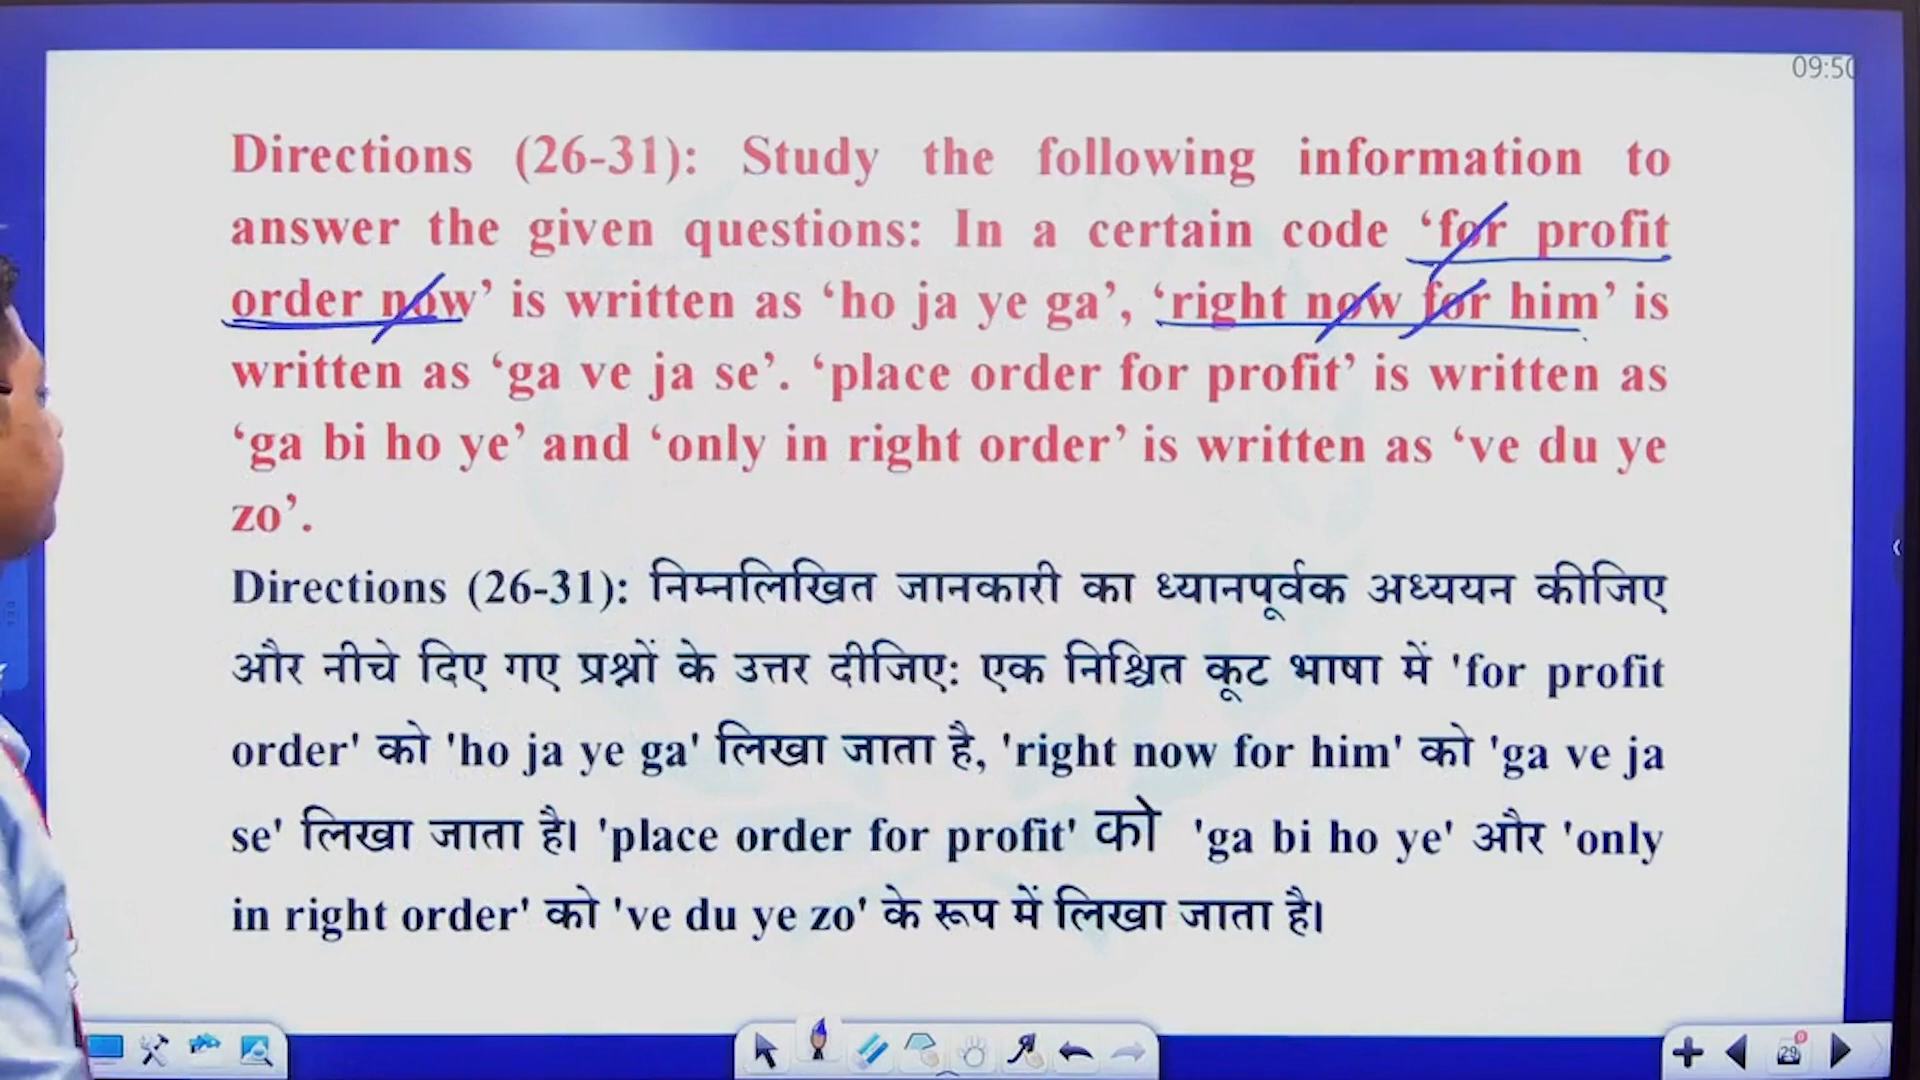 09:50
Directions (26-31): Study the following information to
answer the given questions: In a certain code ‘for profit
order now’ is written as ‘ho ja ye ga’, ‘right now for him’ is
written as ‘ga ve ja se’. ‘place order for profit’ is written as
‘ga bi ho ye’ and ‘only in right order’ is written as ‘ve du ye
zo’.
Directions (26-31): निम्नलिखित जानकारी का ध्यानपूर्वक अध्ययन कीजिए
और नीचे दिए गए प्रश्नों के उत्तर दीजिए: एक निश्चित कूट भाषा में 'for profit
order' को 'ho ja ye ga' लिखा जाता है, 'right now for him' को 'ga ve ja
se' लिखा जाता है। 'place order for profit' को 'ga bi ho ye' और 'only
in right order' को 've du ye zo' के रूप में लिखा जाता है।
29